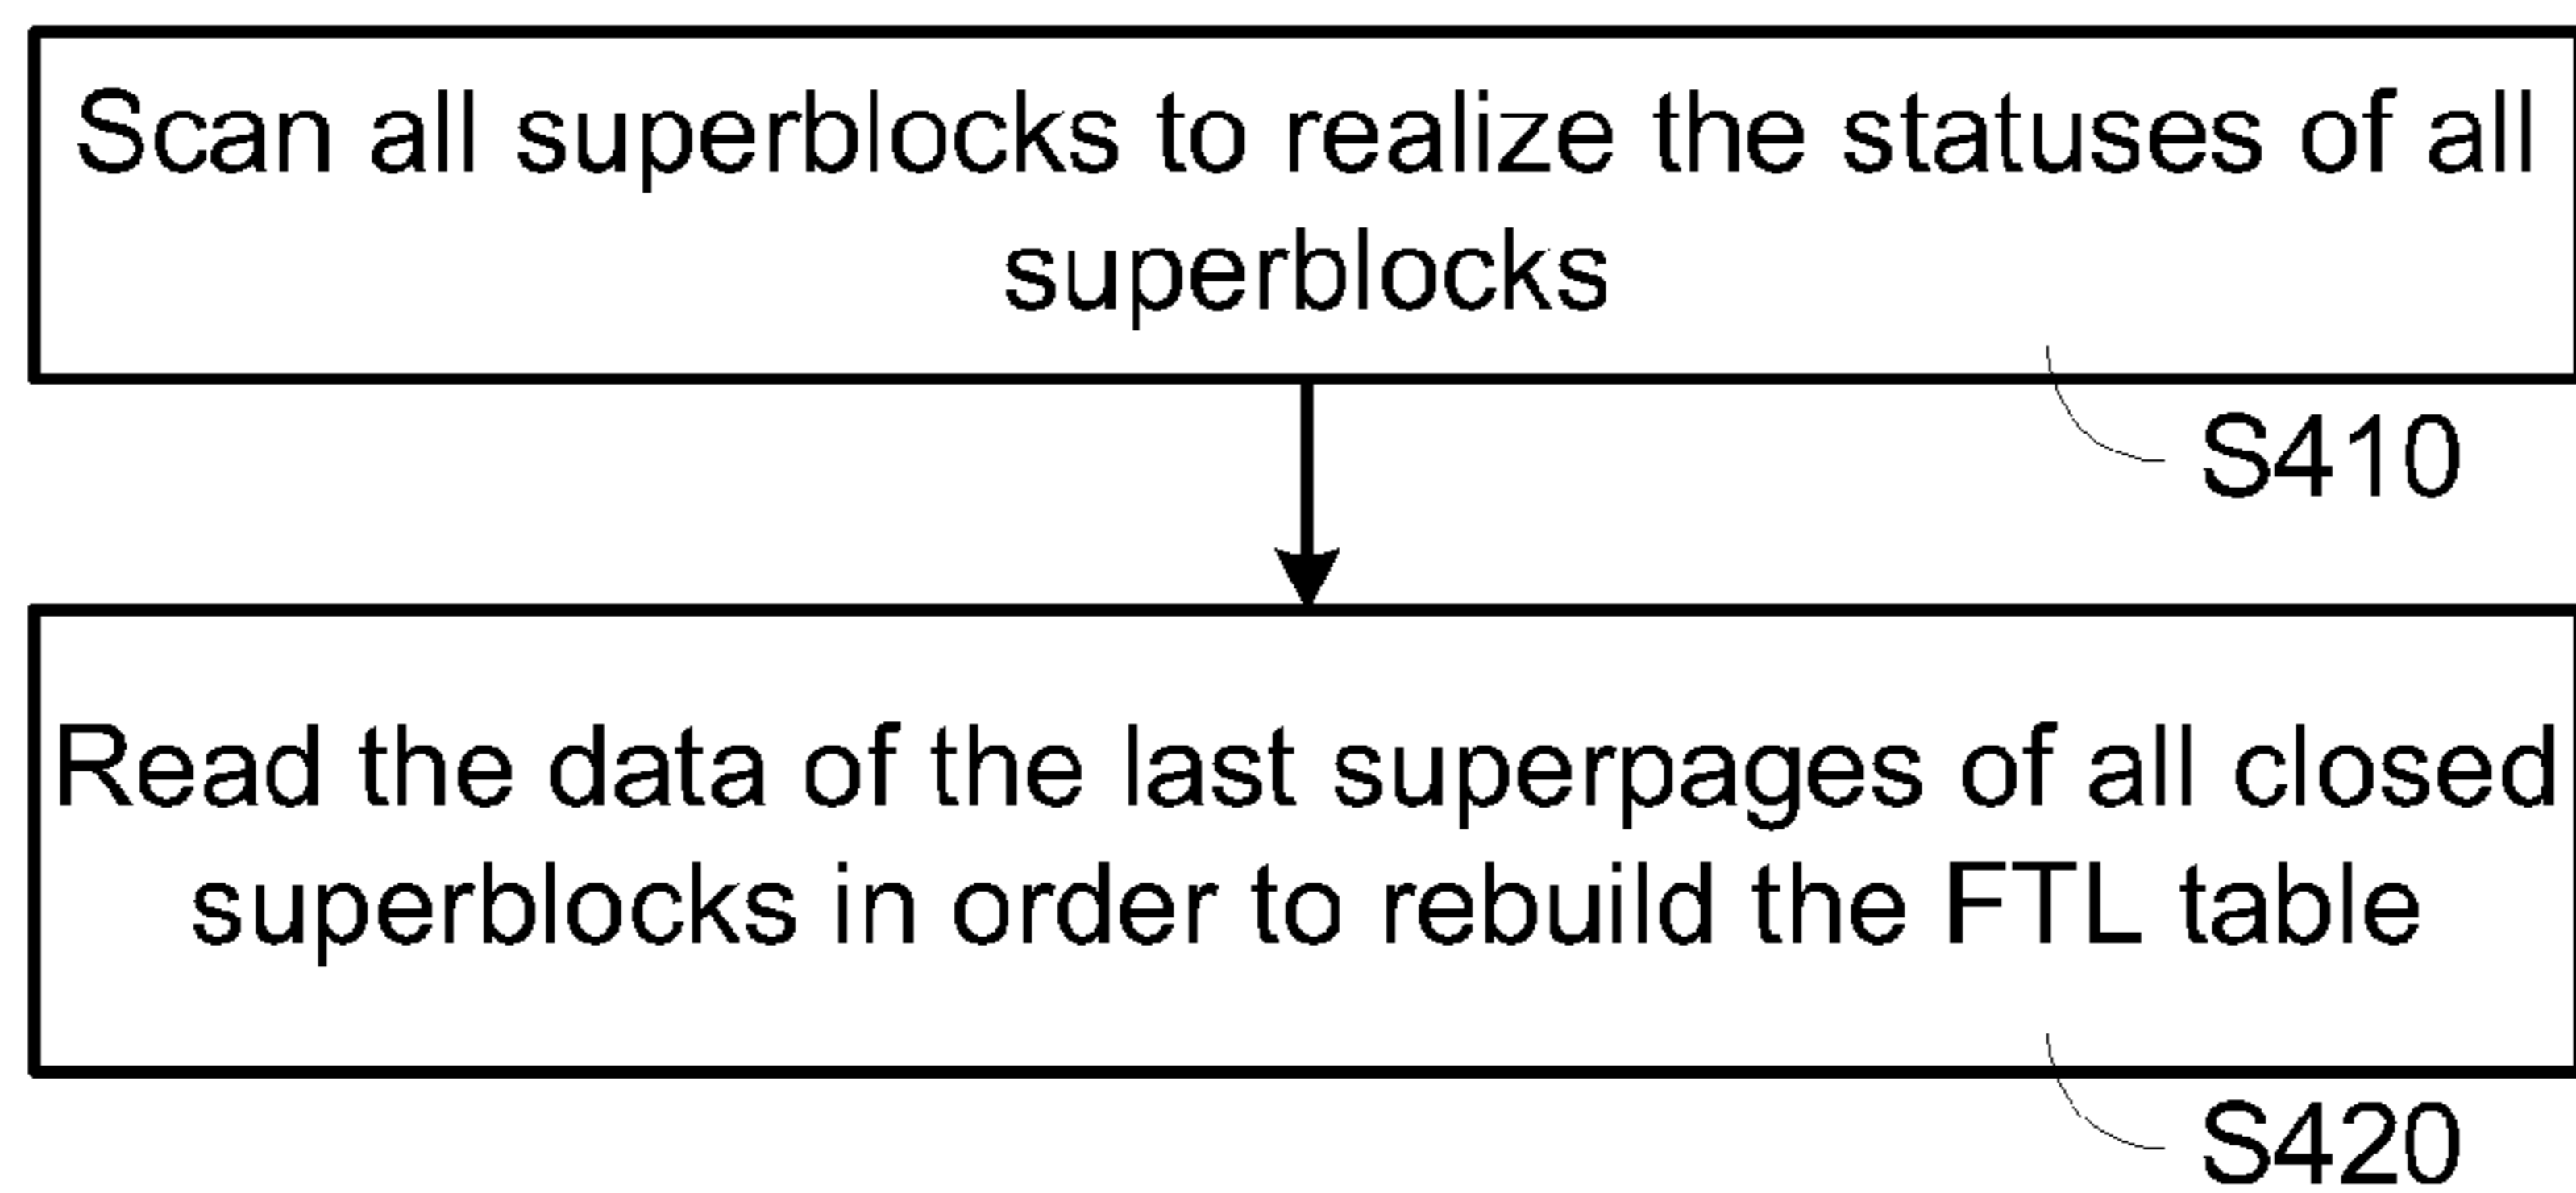 Scan all superblocks to realize the statuses of all
superblocks
S410
Read the data of the last superpages of all closed
superblocks in order to rebuild the FTL table
S420